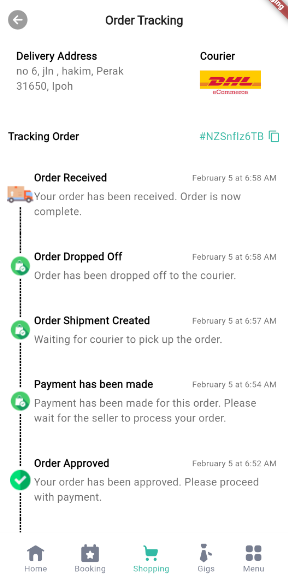 Order Tracking
Delivery Address
Courier
no 6, jln , hakim, Perak
31650, Ipoh
DHL
eCommerce
Tracking Order
#NZSnfIz6TB
Order Received
February 5 at 6:58 AM
Your order has been received. Order is now
complete.
Order Dropped Off
February 5 at 6:58 AM
Order has been dropped off to the courier.
Order Shipment Created
February 5 at 6:57 AM
Waiting for courier to pick up the order.
Payment has been made
February 5 at 6:54 AM
Payment has been made for this order. Please
wait for the seller to process your order.
Order Approved
February 5 at 6:52 AM
Your order has been approved. Please proceed
with payment.
Home
Booking
Shopping
Gigs
Menu